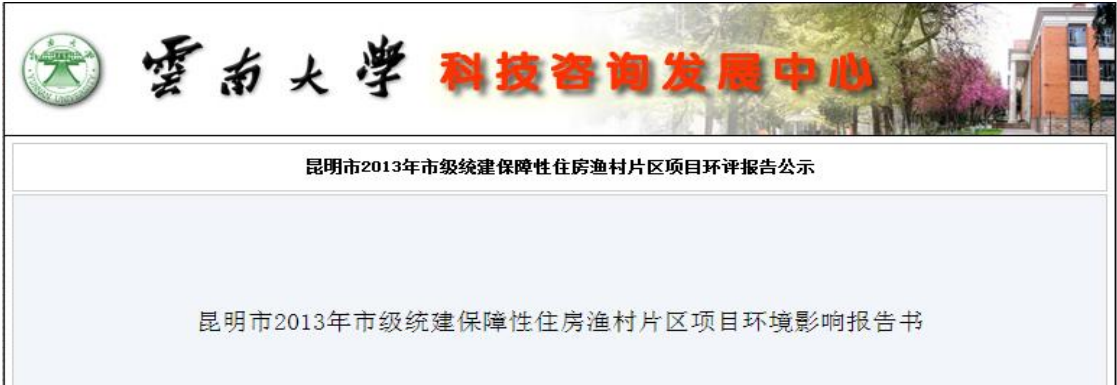 雲南大學 科技咨询发展中心
昆明市2013年市级统建保障性住房渔村片区项目环评报告公示
昆明市2013年市级统建保障性住房渔村片区项目环境影响报告书